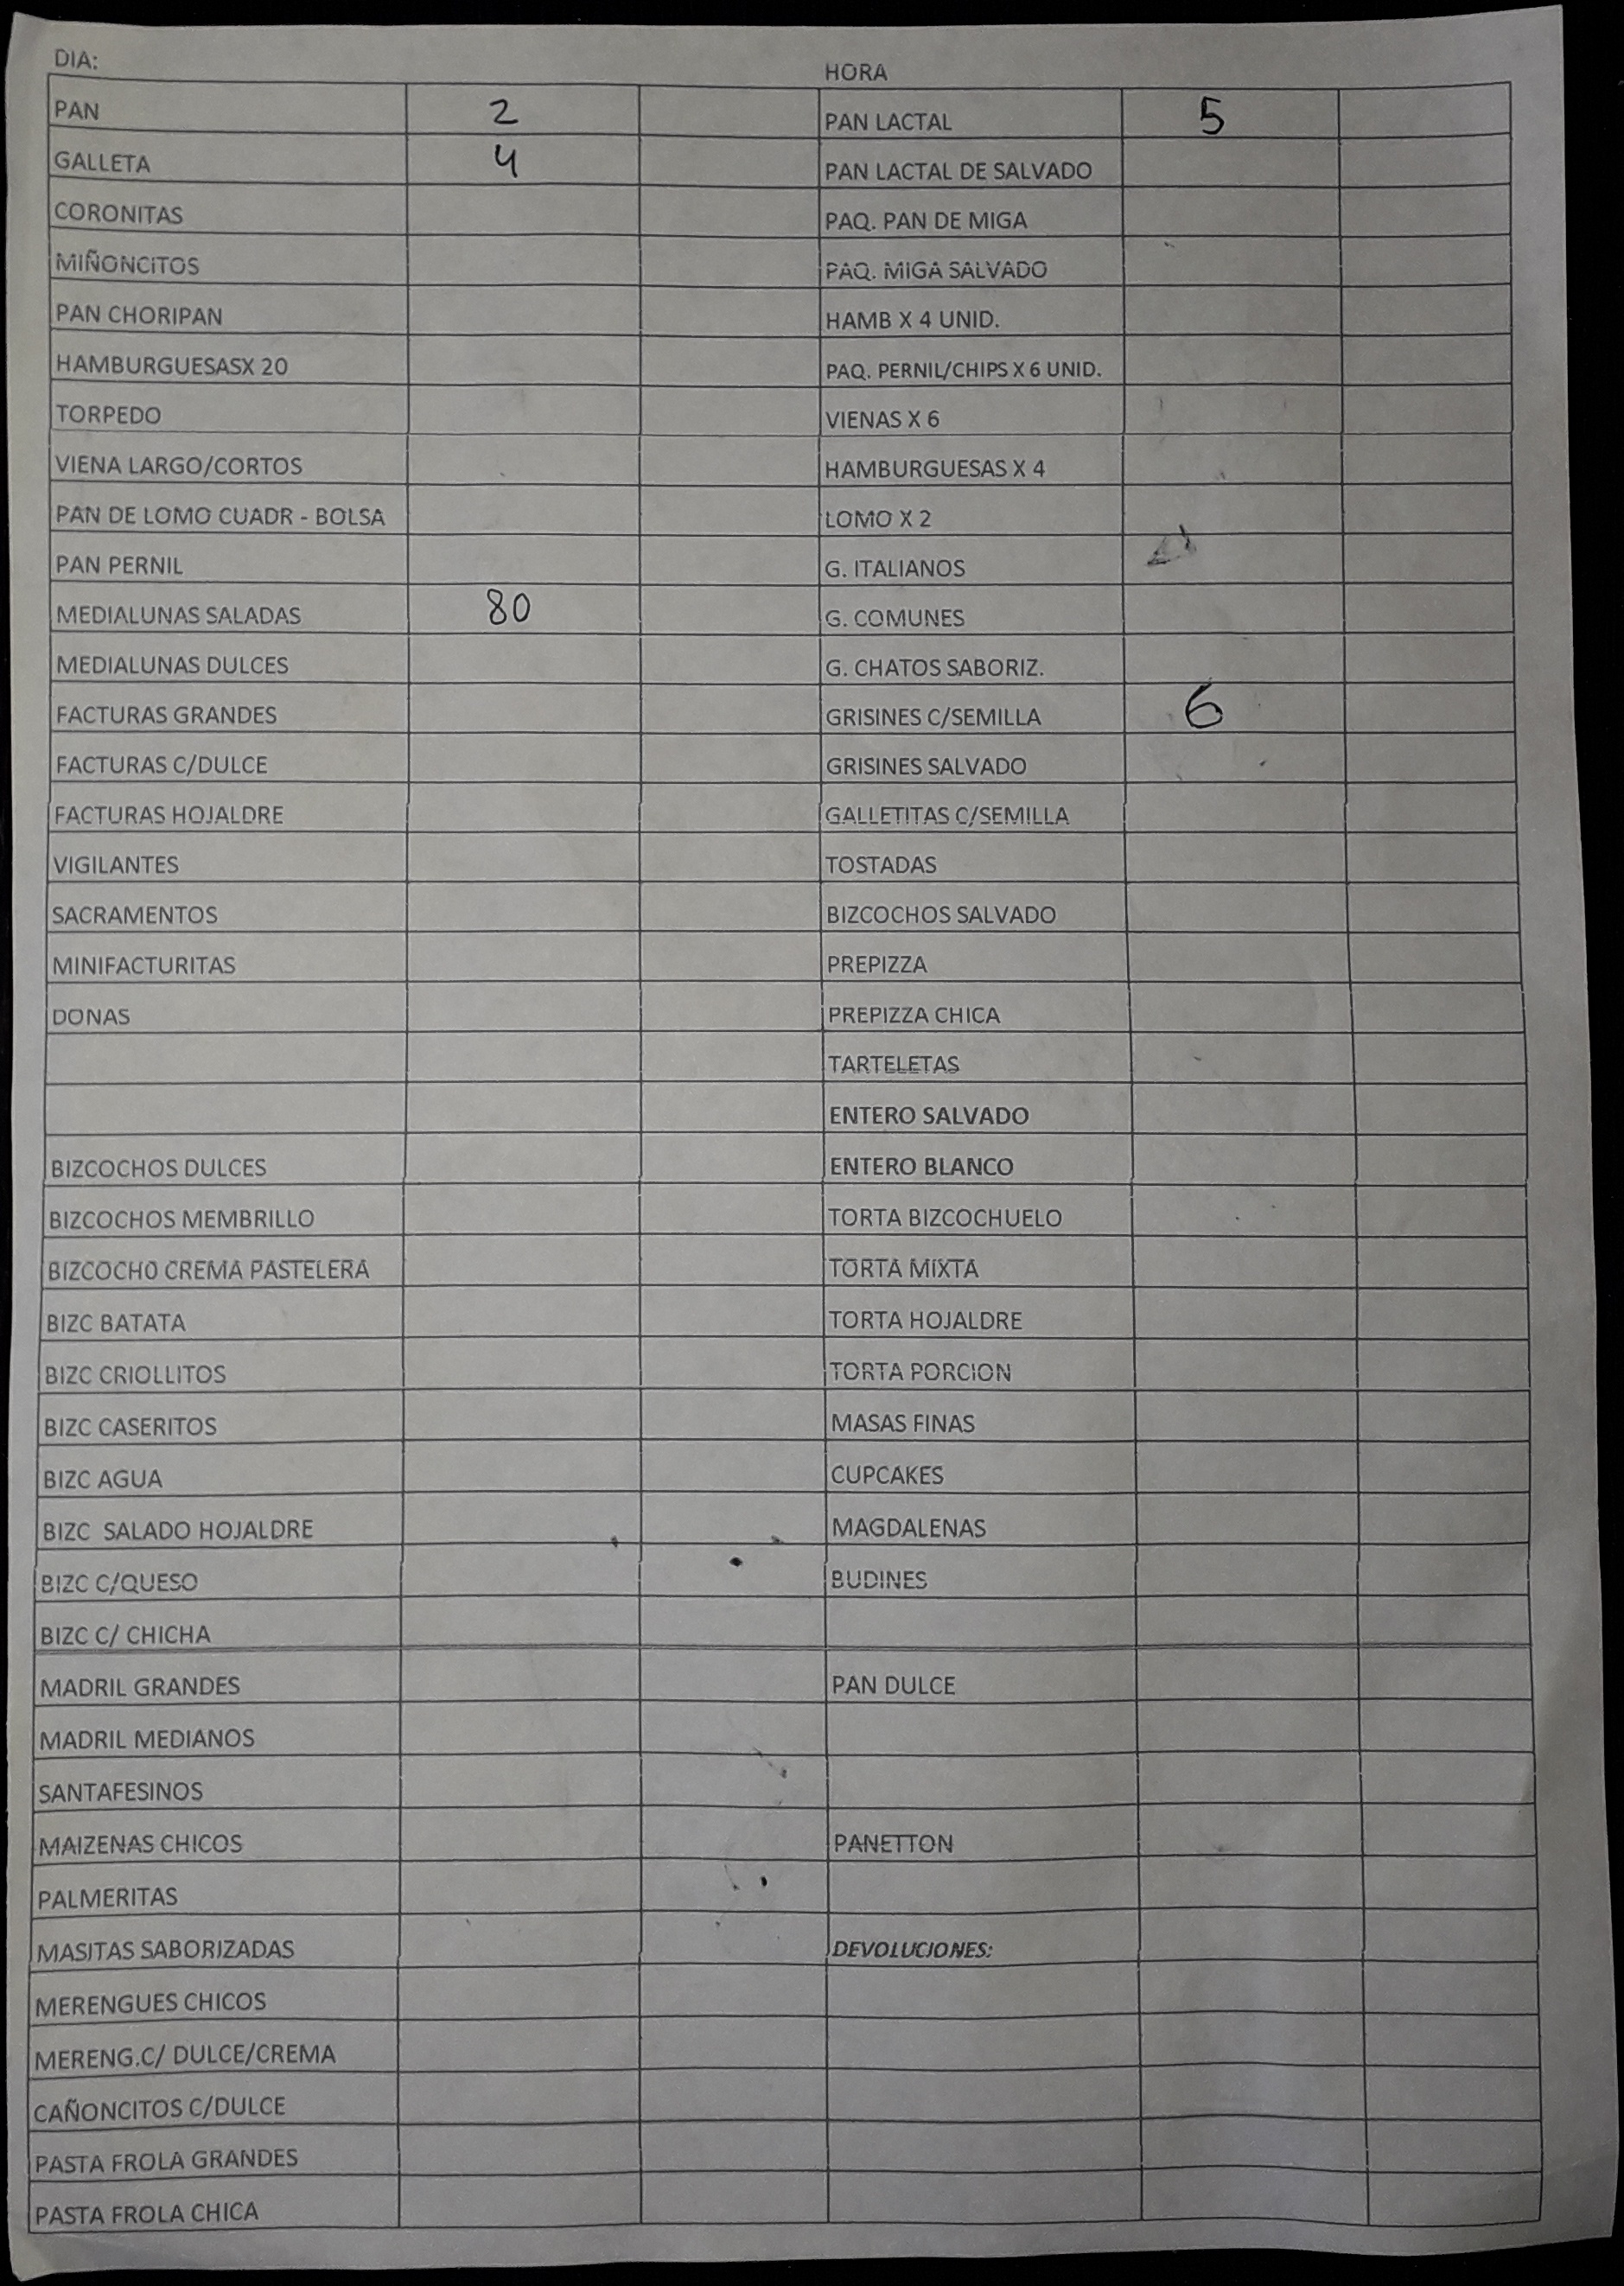 DIA: HORA
PAN 2 PAN LACTAL 5
GALLETA 4 PAN LACTAL DE SALVADO
CORONITAS PAQ. PAN DE MIGA
MIÑONCITOS PAQ. MIGA SALVADO
PAN CHORIPAN HAMB X 4 UNID.
HAMBURGUESASX 20 PAQ. PERNIL/CHIPS X 6 UNID.
TORPEDO VIENAS X 6
VIENA LARGO/CORTOS HAMBURGUESAS X 4
PAN DE LOMO CUADR - BOLSA LOMO X 2
PAN PERNIL G. ITALIANOS
MEDIALUNAS SALADAS 80 G. COMUNES
MEDIALUNAS DULCES G. CHATOS SABORIZ.
FACTURAS GRANDES GRISINES C/SEMILLA 6
FACTURAS C/DULCE GRISINES SALVADO
FACTURAS HOJALDRE GALLETITAS C/SEMILLA
VIGILANTES TOSTADAS
SACRAMENTOS BIZCOCHOS SALVADO
MINIFACTURITAS PREPIZZA
DONAS PREPIZZA CHICA
TARTELETAS
ENTERO SALVADO
BIZCOCHOS DULCES ENTERO BLANCO
BIZCOCHOS MEMBRILLO TORTA BIZCOCHUELO
BIZCOCHO CREMA PASTELERA TORTA MIXTA
BIZC BATATA TORTA HOJALDRE
BIZC CRIOLLITOS TORTA PORCION
BIZC CASERITOS MASAS FINAS
BIZC AGUA CUPCAKES
BIZC SALADO HOJALDRE MAGDALENAS
BIZC C/QUESO BUDINES
BIZC C/ CHICHA
MADRIL GRANDES PAN DULCE
MADRIL MEDIANOS
SANTAFESINOS
MAIZENAS CHICOS PANETTON
PALMERITAS
MASITAS SABORIZADAS DEVOLUCIONES:
MERENGUES CHICOS
MERENG.C/ DULCE/CREMA
CAÑONCITOS C/DULCE
PASTA FROLA GRANDES
PASTA FROLA CHICA